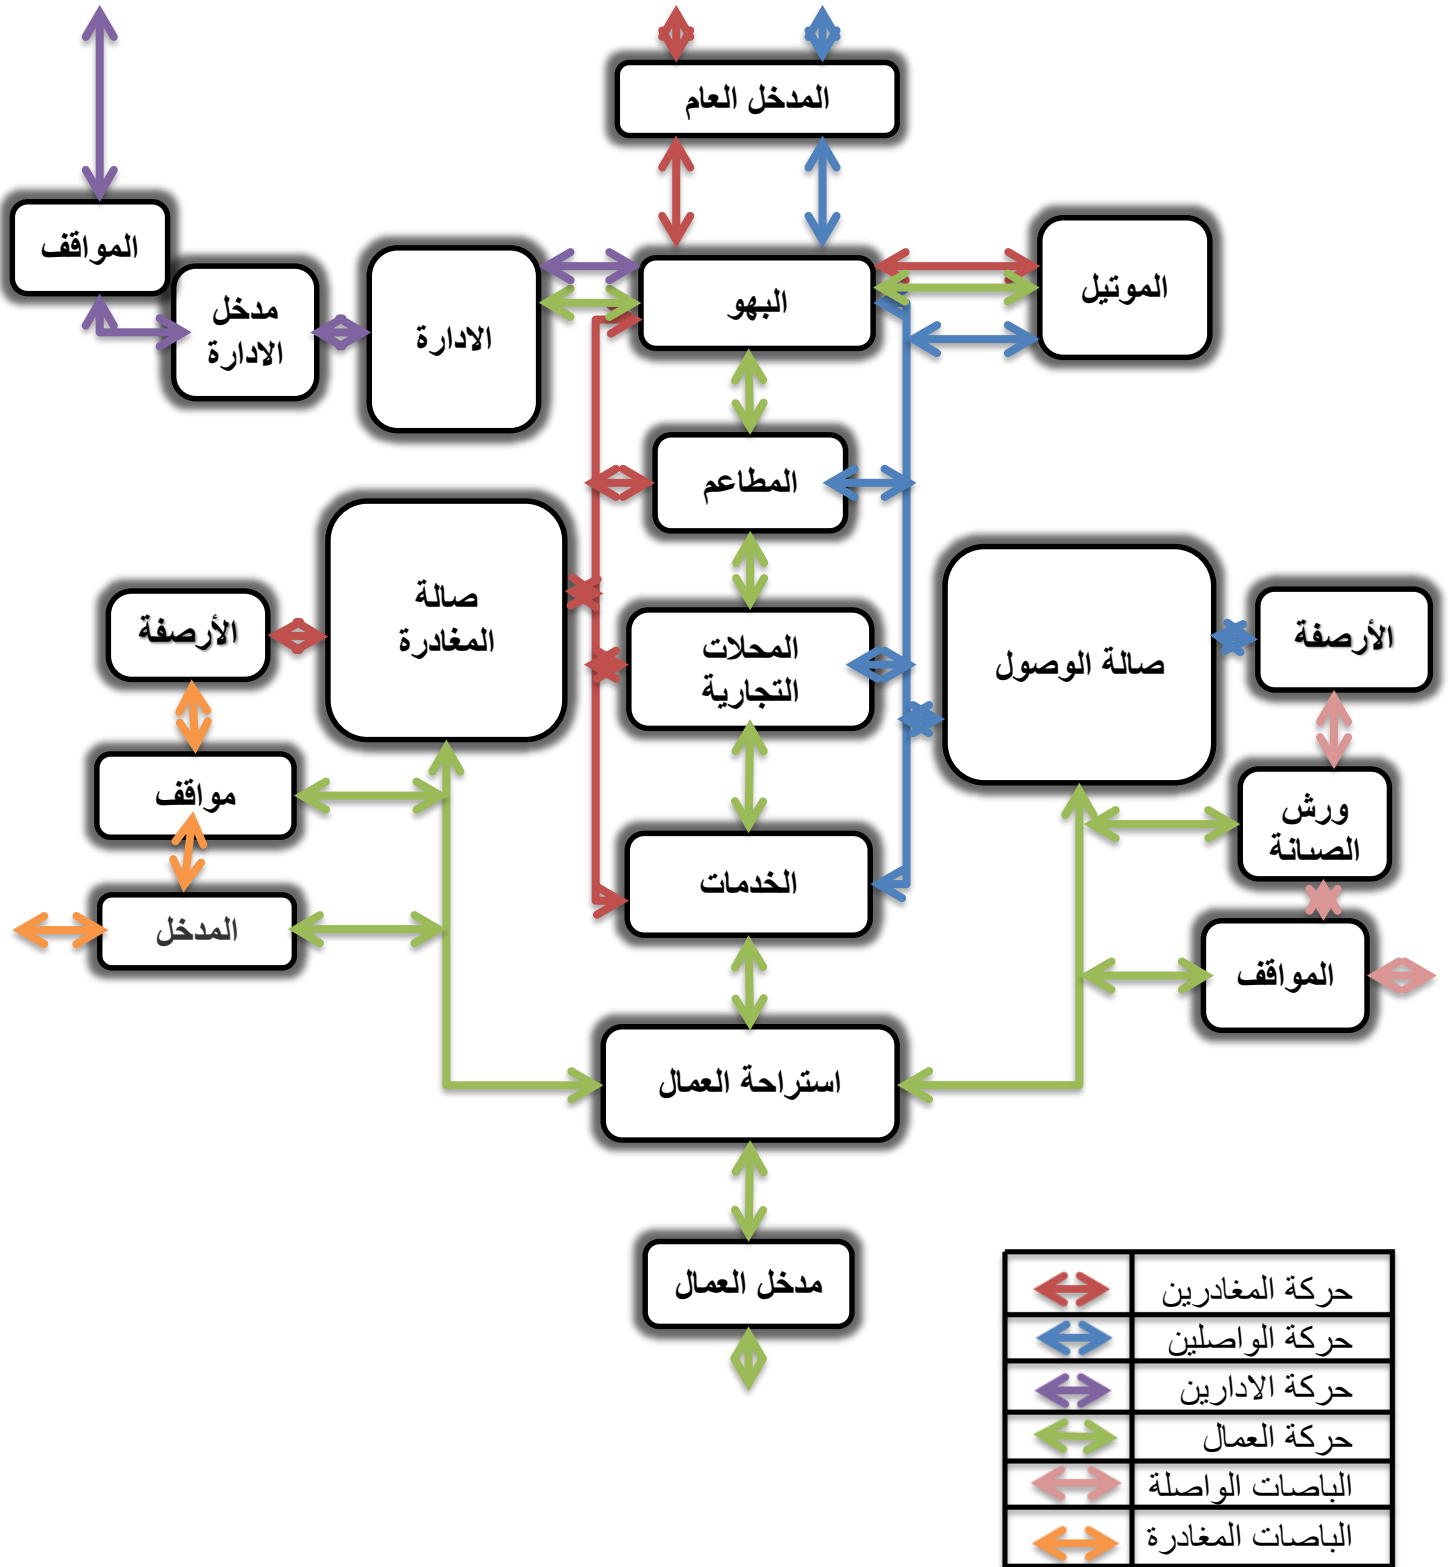 المدخل العام
المواقف
مدخل
الادارة
الادارة
البهو
الموتيل
المطاعم
صالة
المغادرة
الأرصفة
المحلات
التجارية
صالة الوصول
الأرصفة
مواقف
ورش
الصيانة
المدخل
الخدمات
المواقف
استراحة العمال
مدخل العمال
حركة المغادرين
حركة الواصلين
حركة الادارين
حركة العمال
الباصات الواصلة
الباصات المغادرة